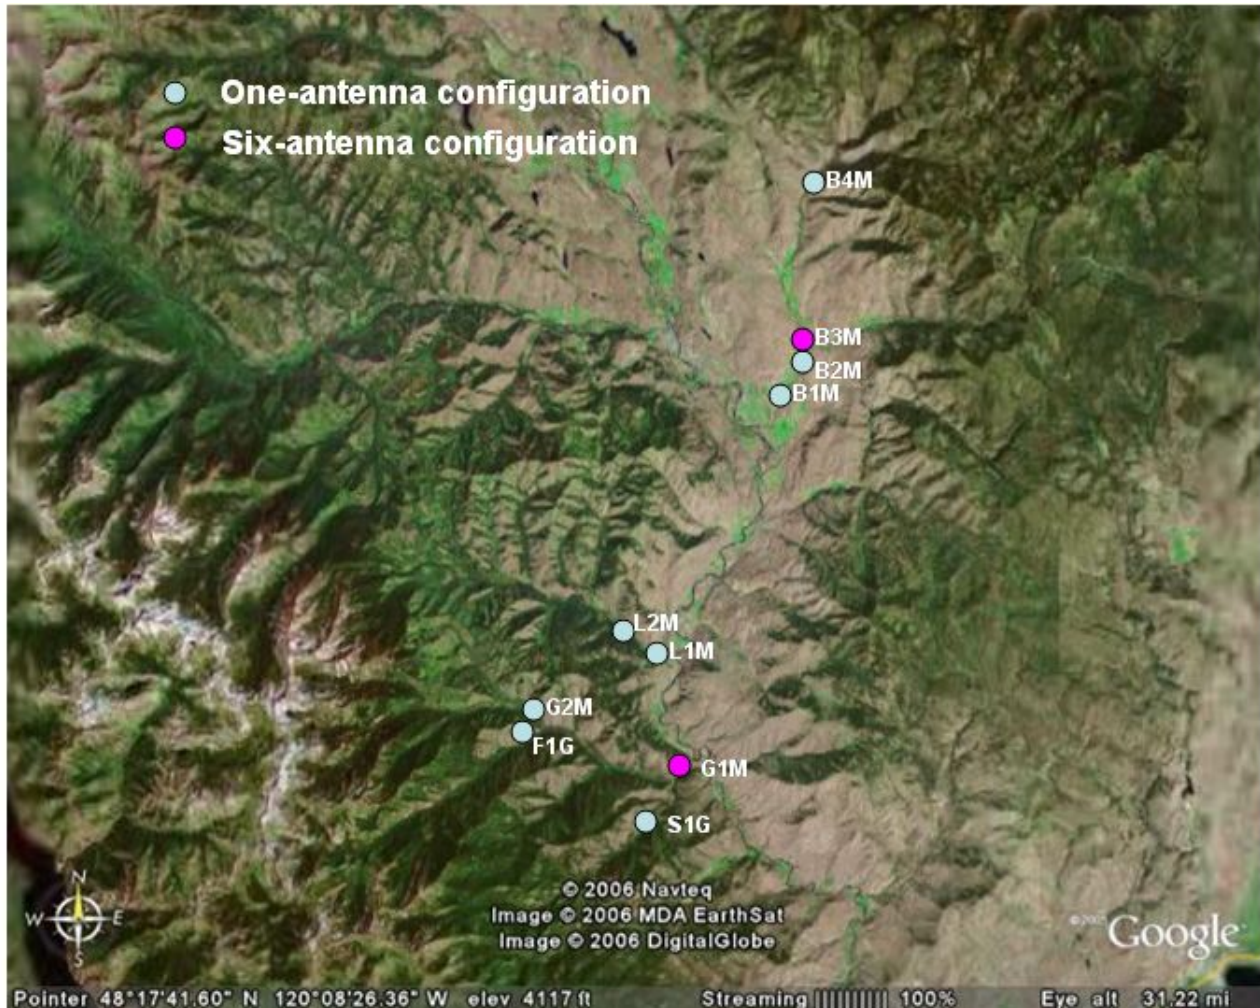 One-antenna configuration
Six-antenna configuration
B4M
B3M
B2M
B1M
L2M
L1M
G2M
F1G
G1M
S1G
N
W E
S
© 2006 Navteq
Image © 2006 MDA EarthSat
Image © 2006 DigitalGlobe
Google
Pointer 48°17'41.60" N 120°08'26.36" W elev 4117 ft Streaming |||||||||| 100% Eye alt 31.22 mi